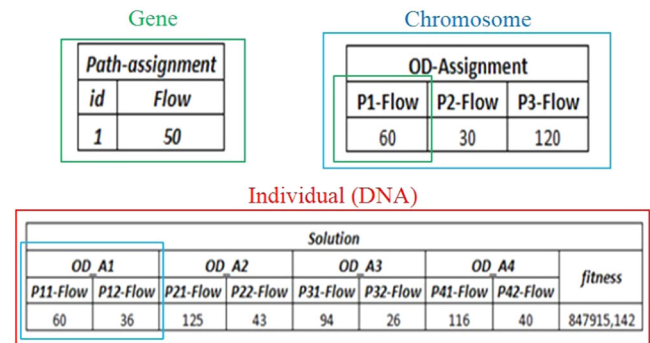 Gene
Chromosome
Path-assignment
id Flow
1 50
OD-Assignment
P1-Flow P2-Flow P3-Flow
60 30 120
Individual (DNA)
Solution
OD_A1 OD_A2 OD_A3 OD_A4 fitness
P11-Flow P12-Flow P21-Flow P22-Flow P31-Flow P32-Flow P41-Flow P42-Flow
60 36 125 43 94 26 116 40 847915,142